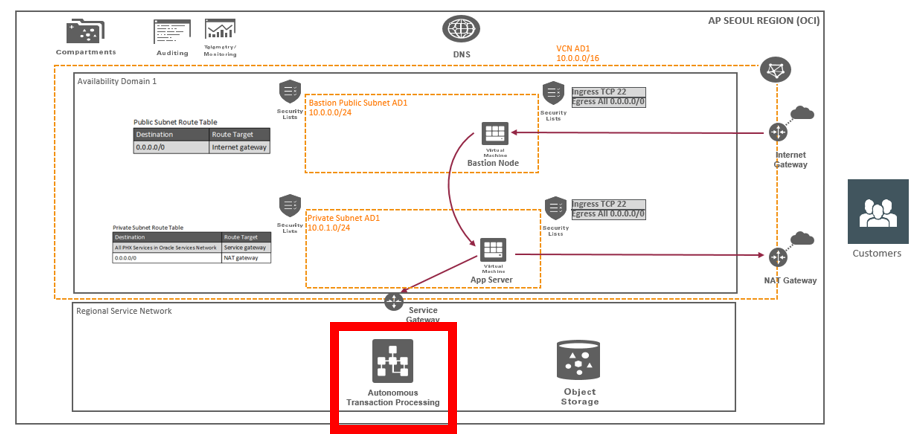 AP SEOUL REGION (OCI)
Compartments
Auditing
Telemetry/
Monitoring
DNS
VCN AD1
10.0.0.0/16
Availability Domain 1
Security
Lists
Bastion Public Subnet AD1
10.0.0.0/24
Security
Lists
Ingress TCP 22
Egress All 0.0.0.0/0
Public Subnet Route Table
Destination Route Target
0.0.0.0/0 Internet gateway
Virtual
Machine
Bastion Node
Internet
Gateway
Customers
Security
Lists
Private Subnet AD1
10.0.1.0/24
Security
Lists
Ingress TCP 22
Egress All 0.0.0.0/0
Private Subnet Route Table
Destination Route Target
All PHX Services in Oracle Services Network Service gateway
0.0.0.0/0 NAT gateway
Virtual
Machine
App Server
NAT Gateway
Regional Service Network
Service
Gateway
Autonomous
Transaction Processing
Object
Storage